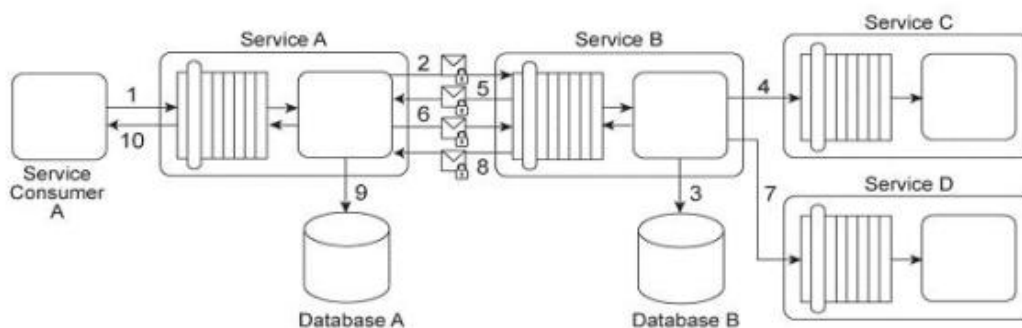 Service C
Service A
Service B
2
1
5
4
6
10
8
Service
Consumer
A
9
3
7
Service D
Database A
Database B